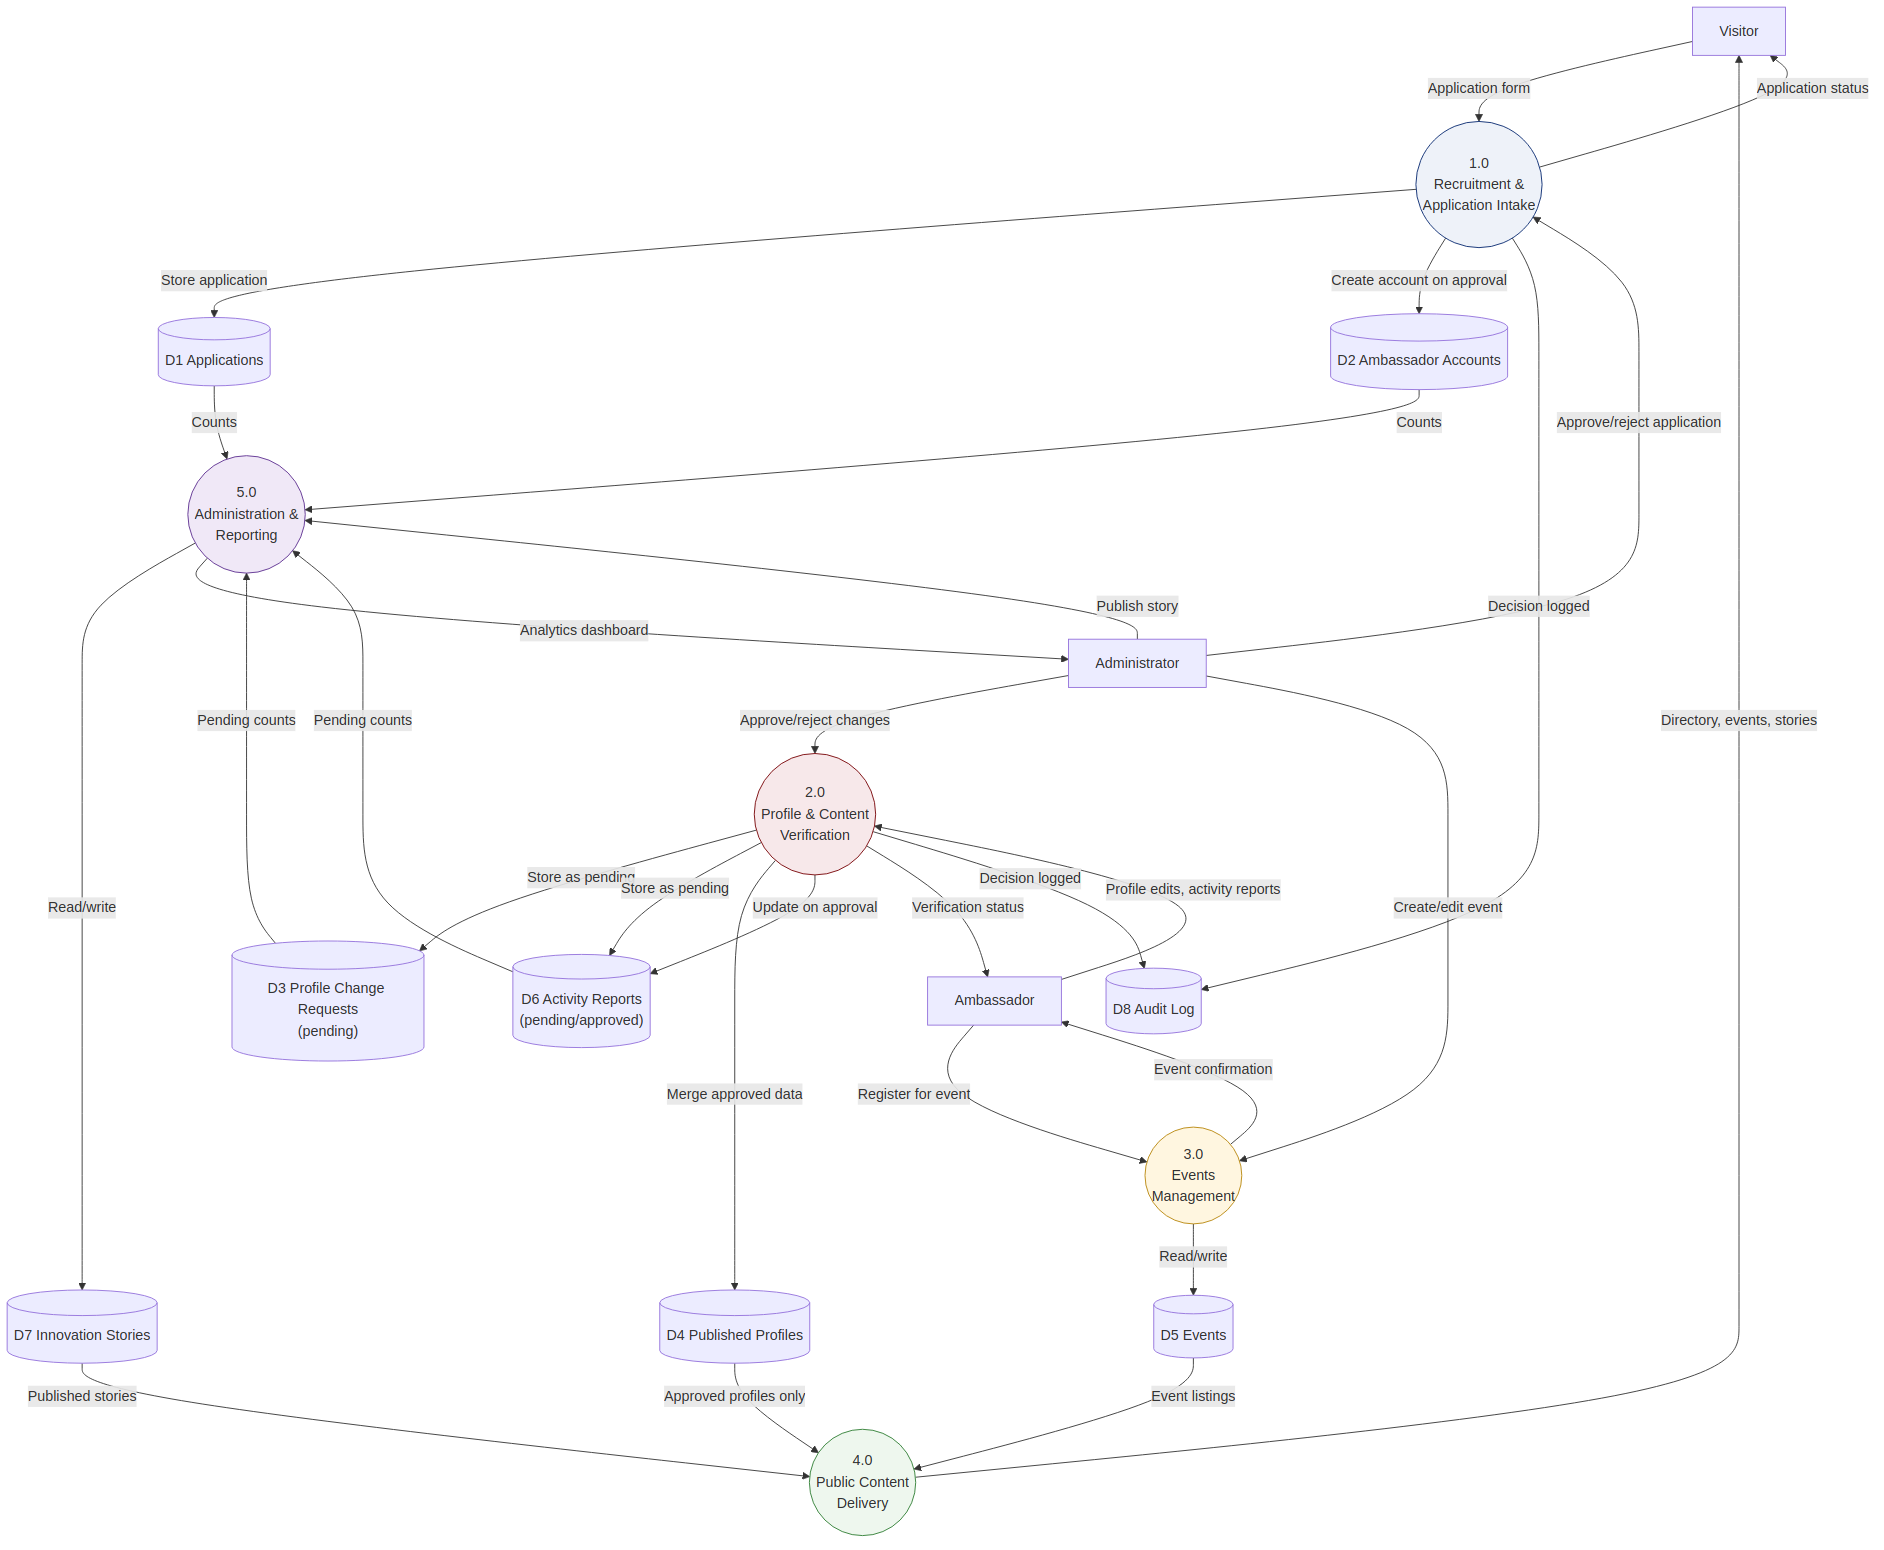 Visitor
Application form
Application status
1.0
Recruitment &
Application Intake
Store application
Create account on approval
D1 Applications
D2 Ambassador Accounts
Counts
Counts
Approve/reject application
5.0
Administration &
Reporting
Publish story
Decision logged
Analytics dashboard
Administrator
Pending counts
Pending counts
Approve/reject changes
Directory, events, stories
2.0
Profile & Content
Verification
Store as pending
Store as pending
Decision logged
Profile edits, activity reports
Read/write
Update on approval
Verification status
Create/edit event
D3 Profile Change
Requests
(pending)
D6 Activity Reports
(pending/approved)
Ambassador
D8 Audit Log
Event confirmation
Merge approved data
Register for event
3.0
Events
Management
Read/write
D7 Innovation Stories
D4 Published Profiles
D5 Events
Published stories
Approved profiles only
Event listings
4.0
Public Content
Delivery